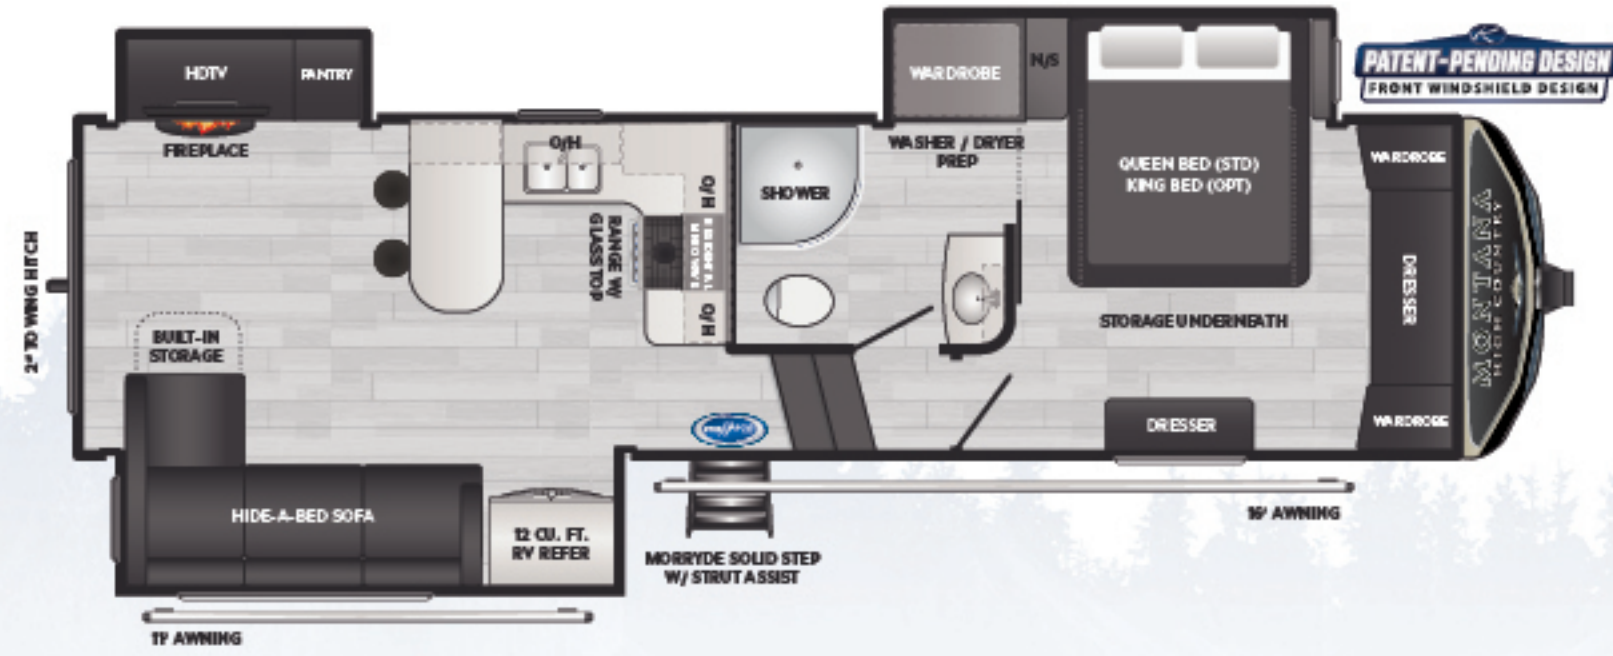 HDTV
PANTRY
FIREPLACE
O/H
O/H
RANGE W/
GLASS TOP
O/H
SHOWER
WARDROBE
N/S
WASHER / DRYER
PREP
QUEEN BED (STD)
KING BED (OPT)
STORAGE UNDERNEATH
PATENT-PENDING DESIGN
FRONT WINDSHIELD DESIGN
WARDROBE
DRESSER
WARDROBE
MONTANA
HIGH COUNTRY
DRESSER
2" TOWING HITCH
BUILT-IN
STORAGE
HIDE-A-BED SOFA
12 CU. FT.
RV REFER
MORRYDE SOLID STEP
W/ STRUT ASSIST
16' AWNING
11' AWNING